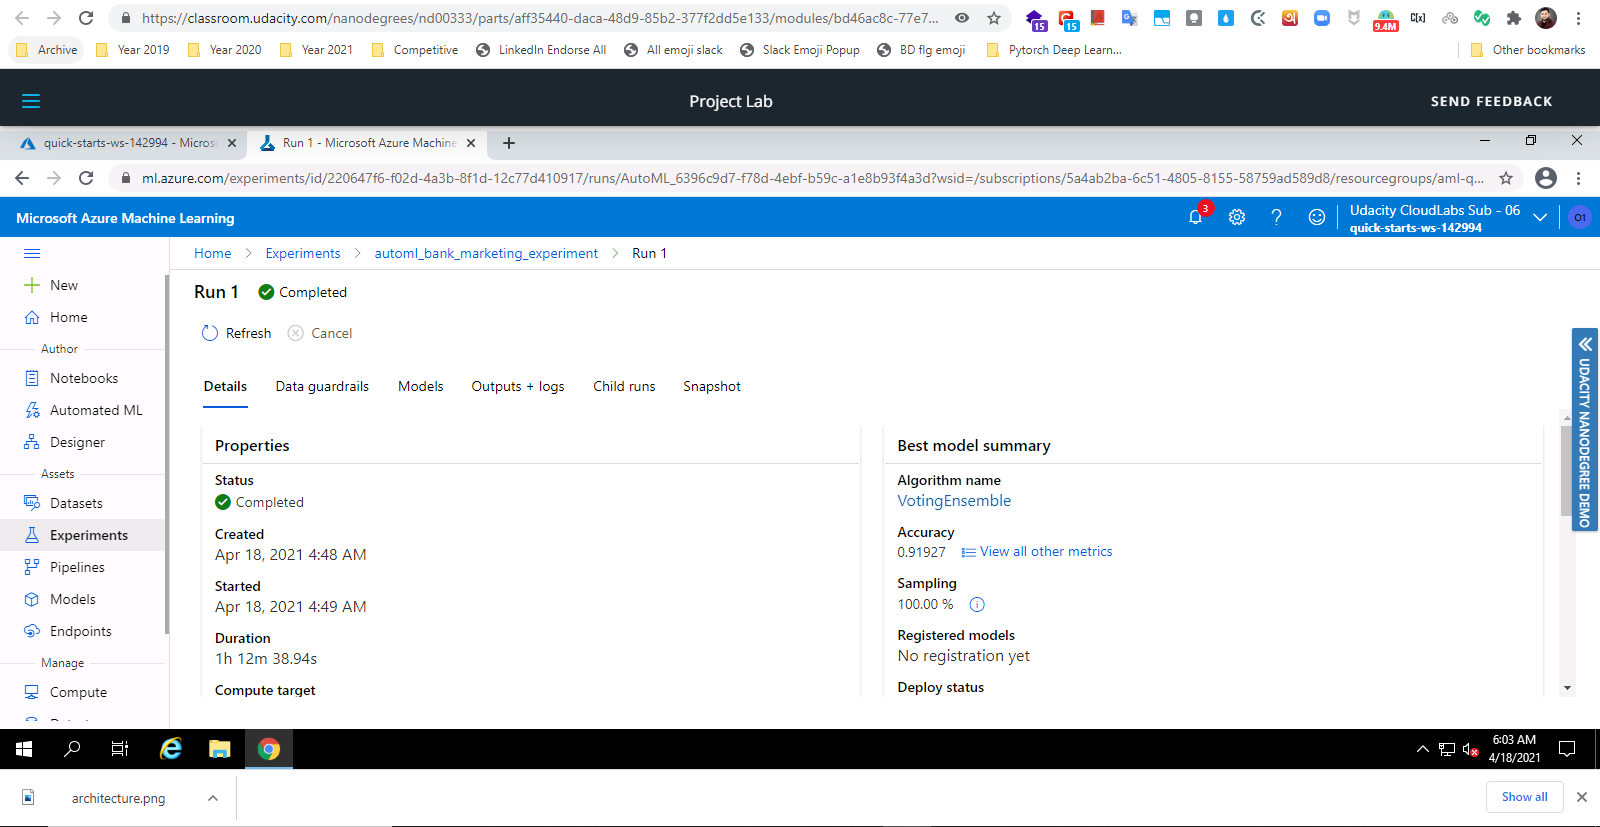 https://classroom.udacity.com/nanodegrees/nd00333/parts/aff35440-daca-48d9-85b2-377f2dd5e133/modules/bd46ac8c-77e7...
15
15
9.4M
Archive
Year 2019
Year 2020
Year 2021
Competitive
LinkedIn Endorse All
All emoji slack
Slack Emoji Popup
BD flg emoji
Pytorch Deep Learn...
Other bookmarks
Project Lab
SEND FEEDBACK
quick-starts-ws-142994 - Micros
Run 1 - Microsoft Azure Machine
ml.azure.com/experiments/id/220647f6-f02d-4a3b-8f1d-12c77d410917/runs/AutoML_6396c9d7-f78d-4ebf-b59c-a1e8b93f4a3d?wsid=/subscriptions/5a4ab2ba-6c51-4805-8155-58759ad589d8/resourcegroups/aml-q...
Microsoft Azure Machine Learning
3
Udacity CloudLabs Sub - 06
quick-starts-ws-142994
O1
Home
Experiments
automl_bank_marketing_experiment
Run 1
New
Home
Author
Notebooks
Automated ML
Designer
Assets
Datasets
Experiments
Pipelines
Models
Endpoints
Manage
Compute
Run 1
Completed
Refresh
Cancel
Details
Data guardrails
Models
Outputs + logs
Child runs
Snapshot
Properties
Status
Completed
Created
Apr 18, 2021 4:48 AM
Started
Apr 18, 2021 4:49 AM
Duration
1h 12m 38.94s
Compute target
Best model summary
Algorithm name
VotingEnsemble
Accuracy
0.91927
View all other metrics
Sampling
100.00 %
Registered models
No registration yet
Deploy status
UDACITY NANODEGREE DEMO
6:03 AM
4/18/2021
architecture.png
Show all